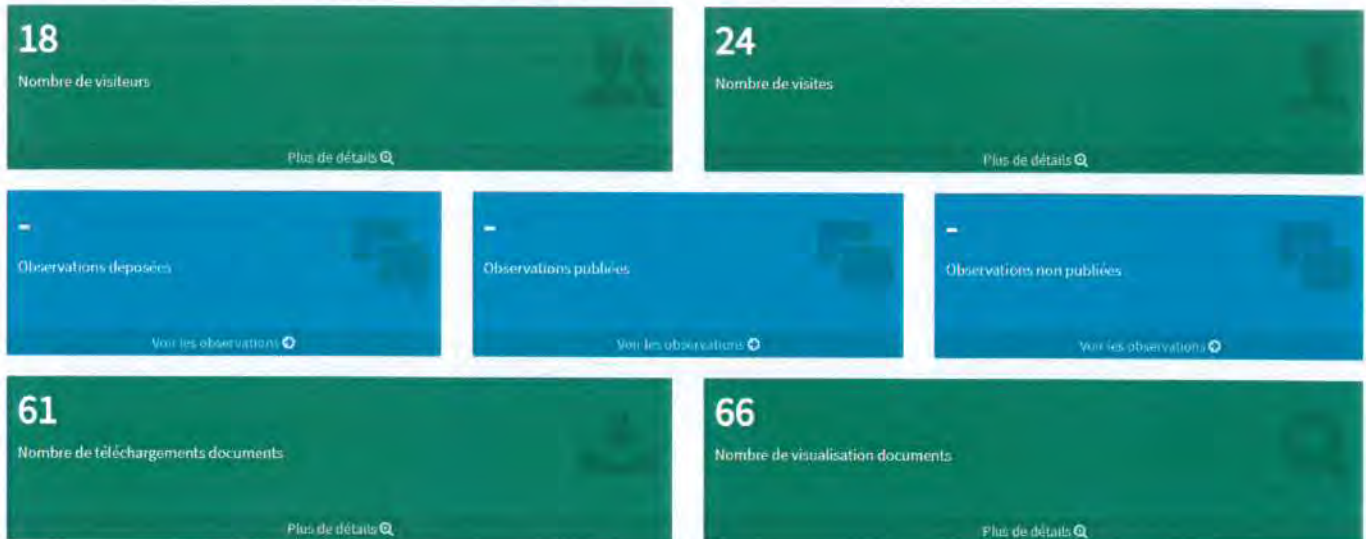 18
Nombre de visiteurs
Plus de détails
24
Nombre de visites
Plus de détails
-
Observations deposées
Voir les observations
-
Observations publiées
Voir les observations
-
Observations non publiées
Voir les observations
61
Nombre de téléchargements documents
Plus de détails
66
Nombre de visualisation documents
Plus de détails